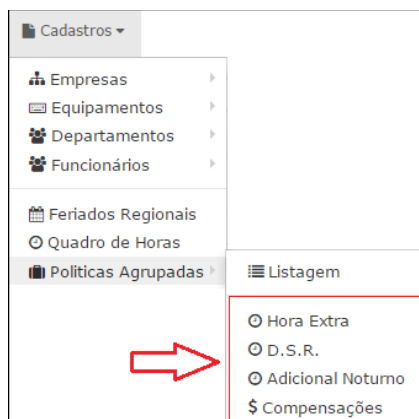 Cadastros
Empresas
Equipamentos
Departamentos
Funcionários
Feriados Regionais
Quadro de Horas
Politicas Agrupadas
Listagem
Hora Extra
D.S.R.
Adicional Noturno
$ Compensações